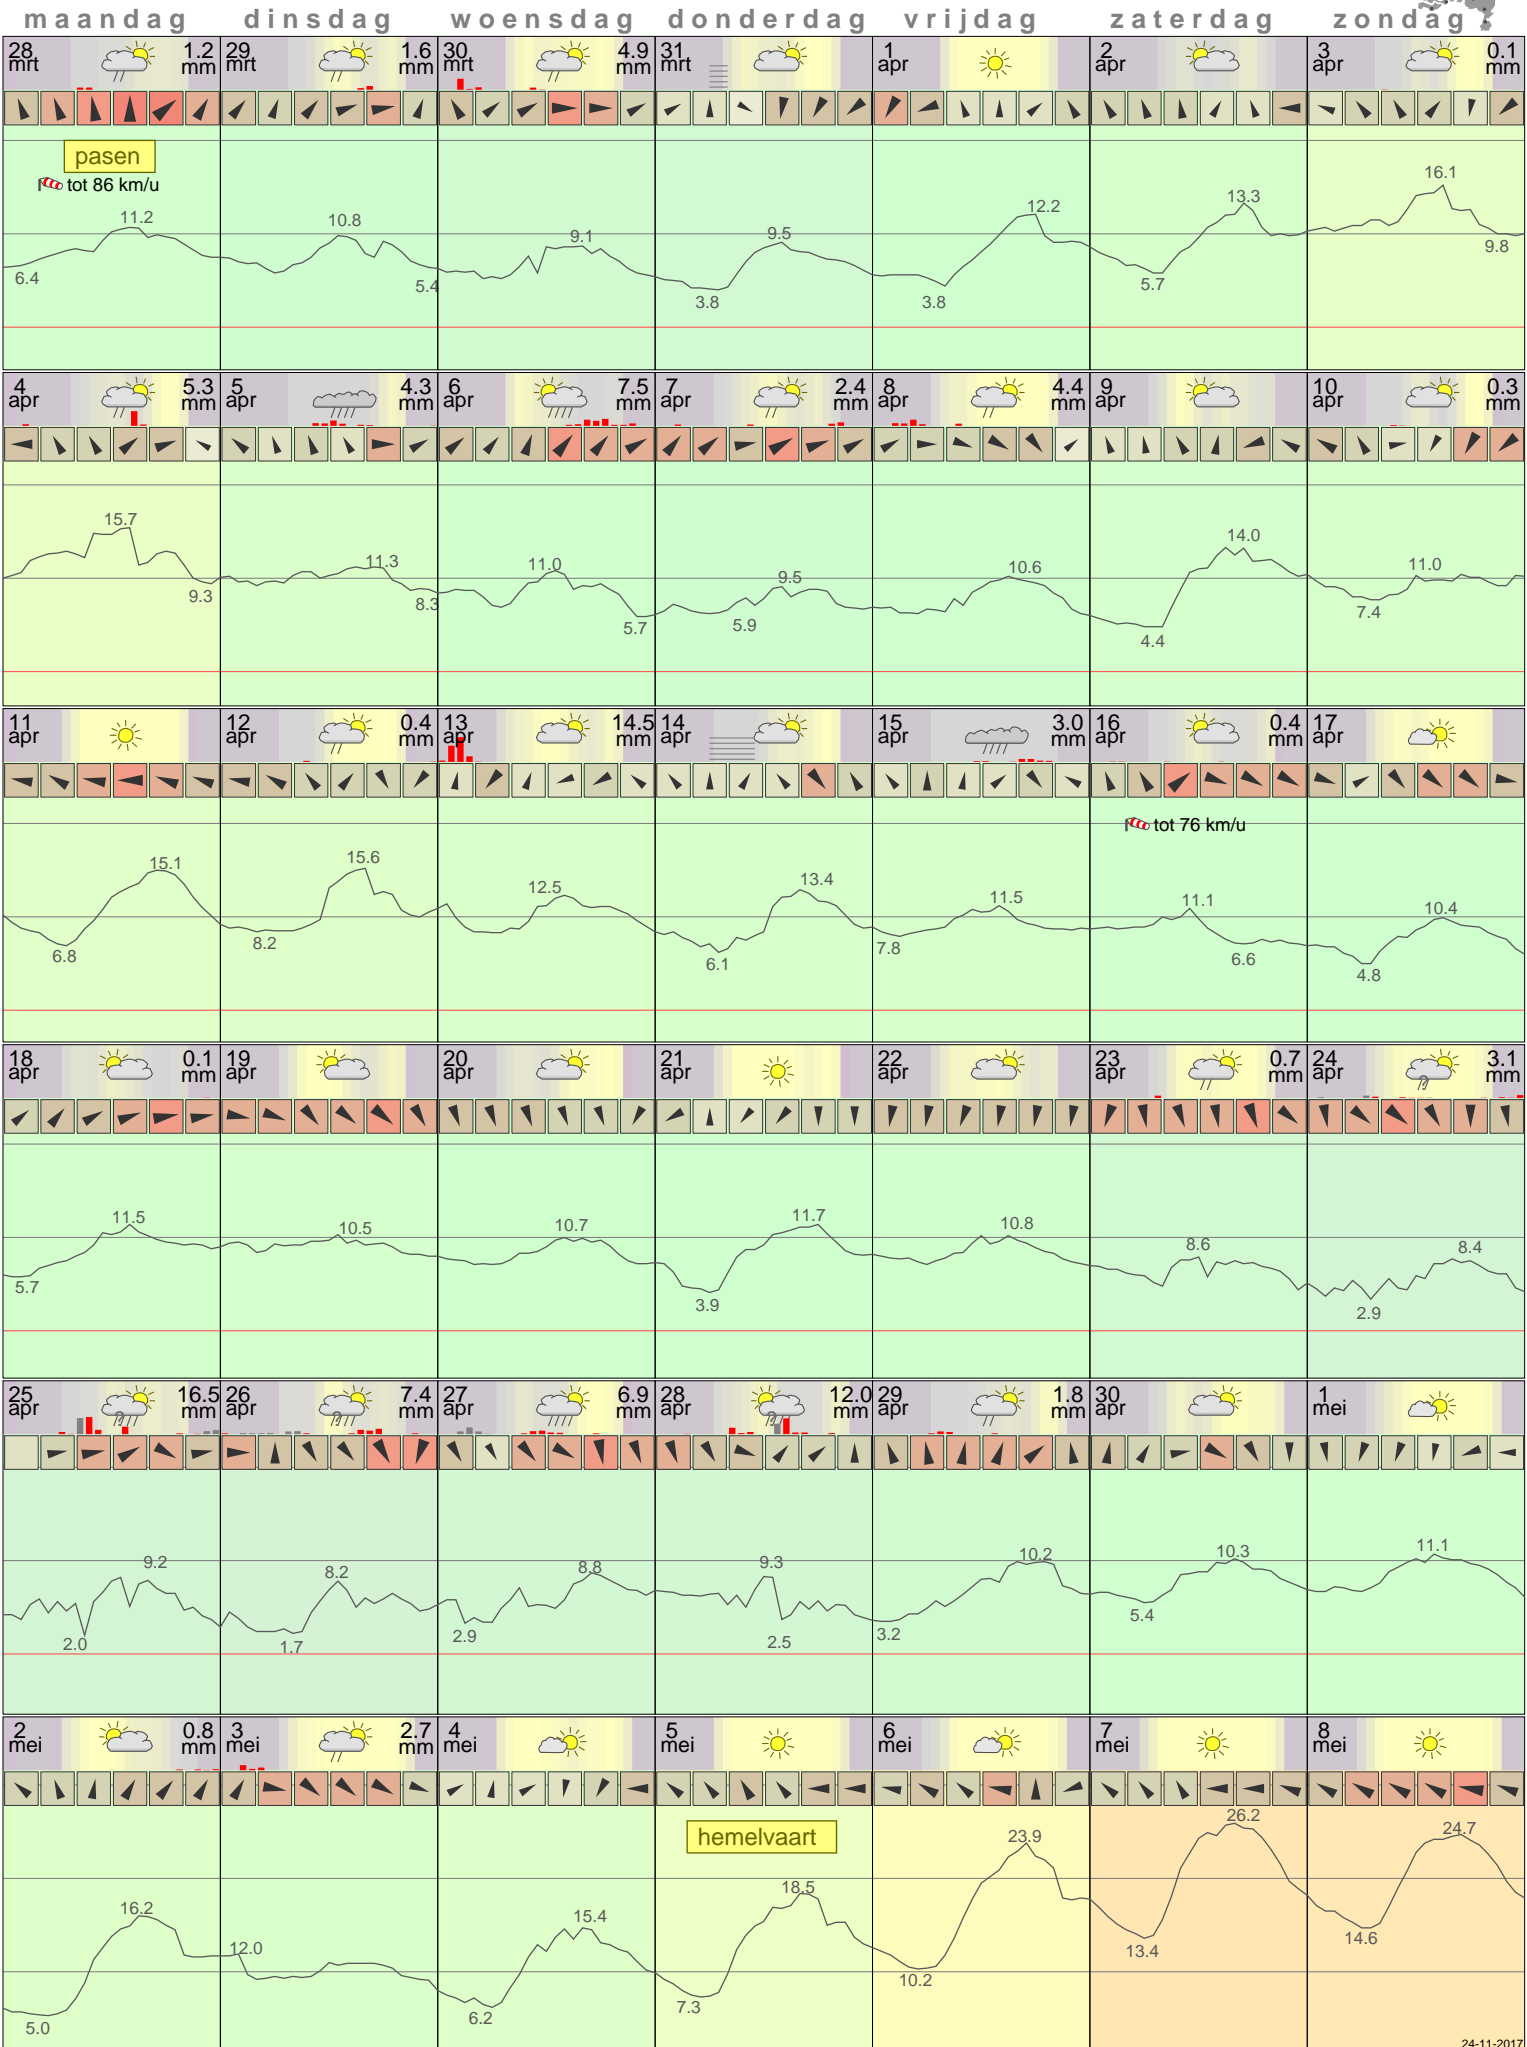 maandag dinsdag woensdag donderdag vrijdag zaterdag zondag
28 1.2 29 1.6 30 4.9 31 1 2 3 0.1
mrt mm mrt mm mrt mm mrt apr apr apr mm
pasen
tot 86 km/u
11.2 10.8 9.1 9.5 12.2 13.3 16.1
6.4 5.4 3.8 3.8 5.7 9.8
4 5.3 5 4.3 6 7.5 7 2.4 8 4.4 9 10 0.3
apr mm apr mm apr mm apr mm apr mm apr apr mm
15.7 11.3 11.0 9.5 10.6 14.0 11.0
9.3 8.3 5.7 5.9 4.4 7.4
11 12 0.4 13 14.5 14 15 3.0 16 0.4 17
apr apr mm apr mm apr apr mm apr mm apr
tot 76 km/u
15.1 15.6 12.5 13.4 11.5 11.1 10.4
6.8 8.2 6.1 7.8 6.6 4.8
18 0.1 19 20 21 22 23 0.7 24 3.1
apr mm apr apr apr apr apr mm apr mm
?
11.5 10.5 10.7 11.7 10.8 8.6 8.4
5.7 3.9 2.9
25 16.5 26 7.4 27 6.9 28 12.0 29 1.8 30 1
apr mm apr mm apr mm apr mm apr mm apr mei
? ? ?
9.2 8.2 8.8 9.3 10.2 10.3 11.1
2.0 1.7 2.9 2.5 3.2 5.4
2 0.8 3 2.7 4 5 6 7 8
mei mm mei mm mei mei mei mei mei
hemelvaart
16.2 12.0 15.4 18.5 23.9 26.2 24.7
5.0 6.2 7.3 10.2 13.4 14.6
24-11-2017